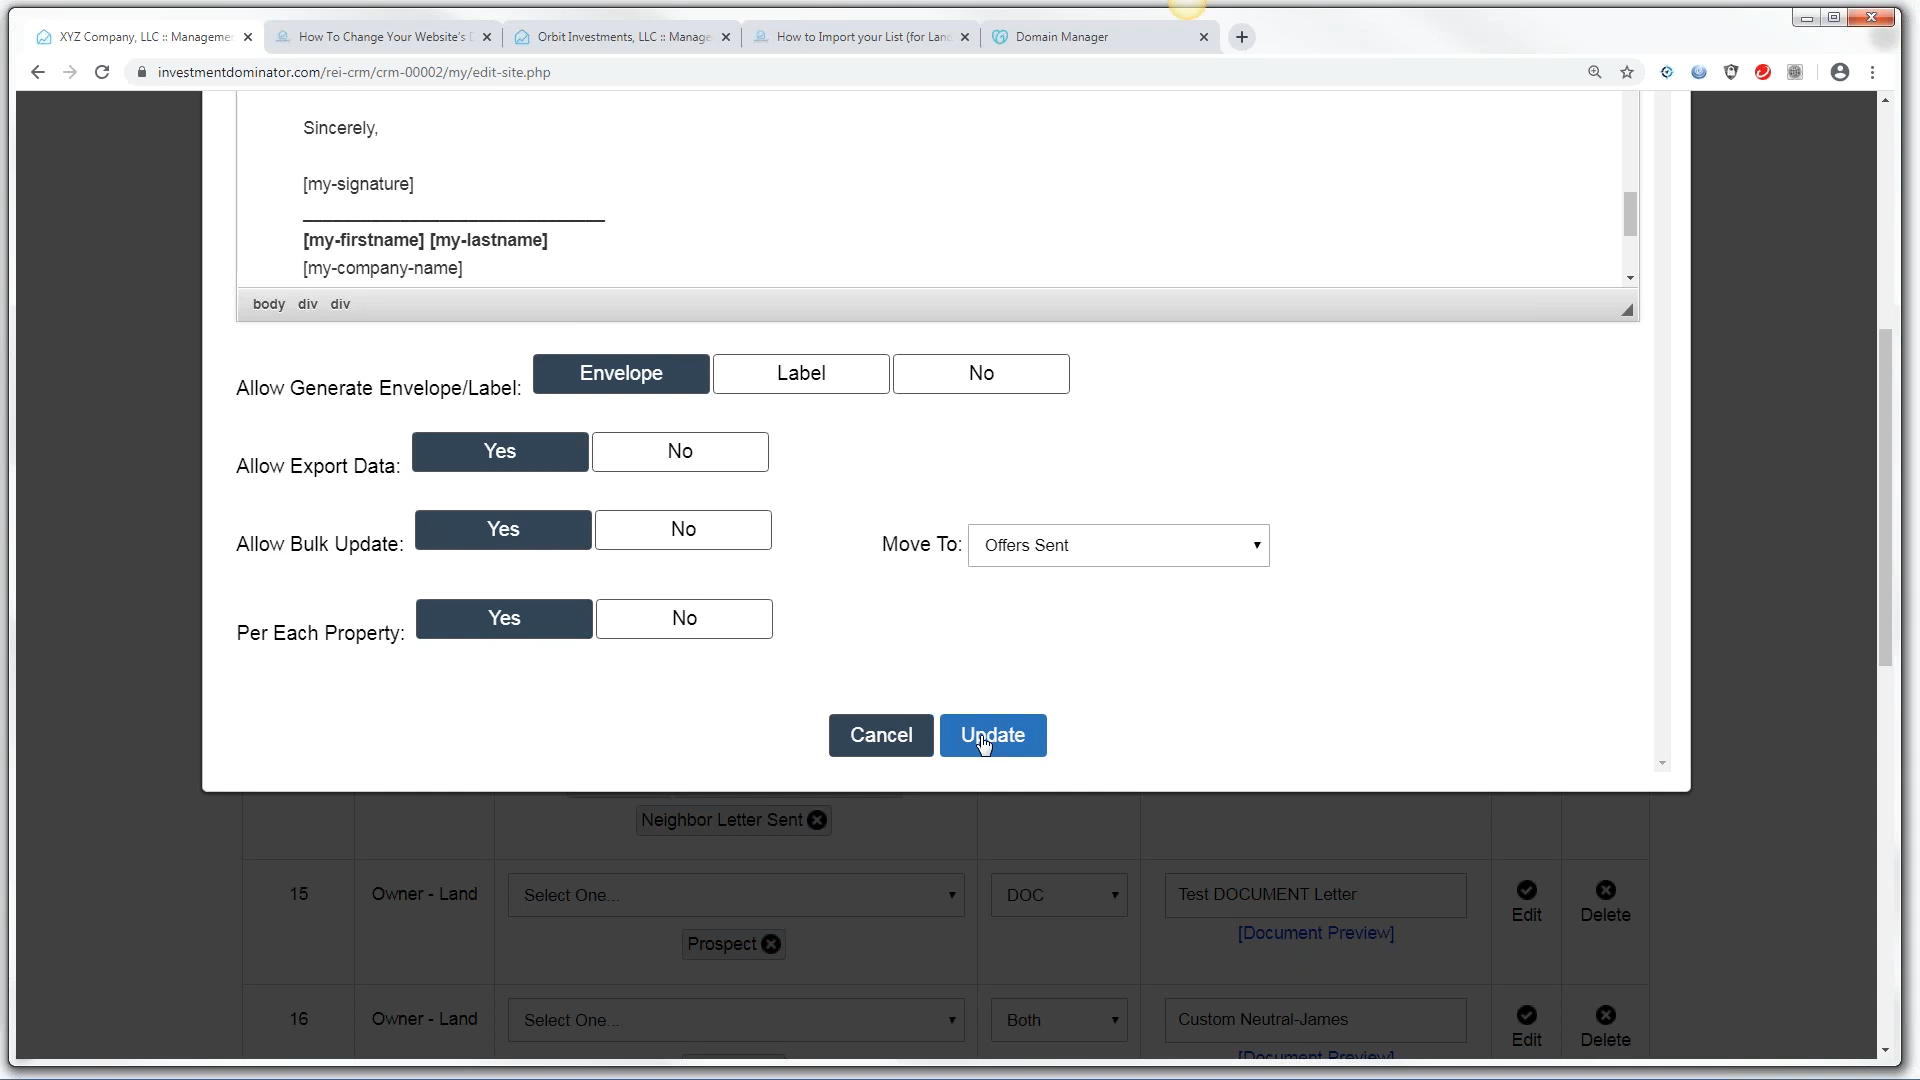 XYZ Company, LLC :: Manageme
How To Change Your Website's D
Orbit Investments, LLC :: Manage
How to Import your List (for Lan
Domain Manager
investmentdominator.com/rei-crm/crm-00002/my/edit-site.php
Sincerely,
[my-signature]
[my-firstname] [my-lastname]
[my-company-name]
body div div
Allow Generate Envelope/Label: Envelope Label No
Allow Export Data: Yes No
Allow Bulk Update: Yes No Move To: Offers Sent
Per Each Property: Yes No
Cancel Update
Neighbor Letter Sent
15 Owner - Land Select One... DOC Test DOCUMENT Letter Edit Delete
Prospect [Document Preview]
16 Owner - Land Select One... Both Custom Neutral-James Edit Delete
[Document Preview]